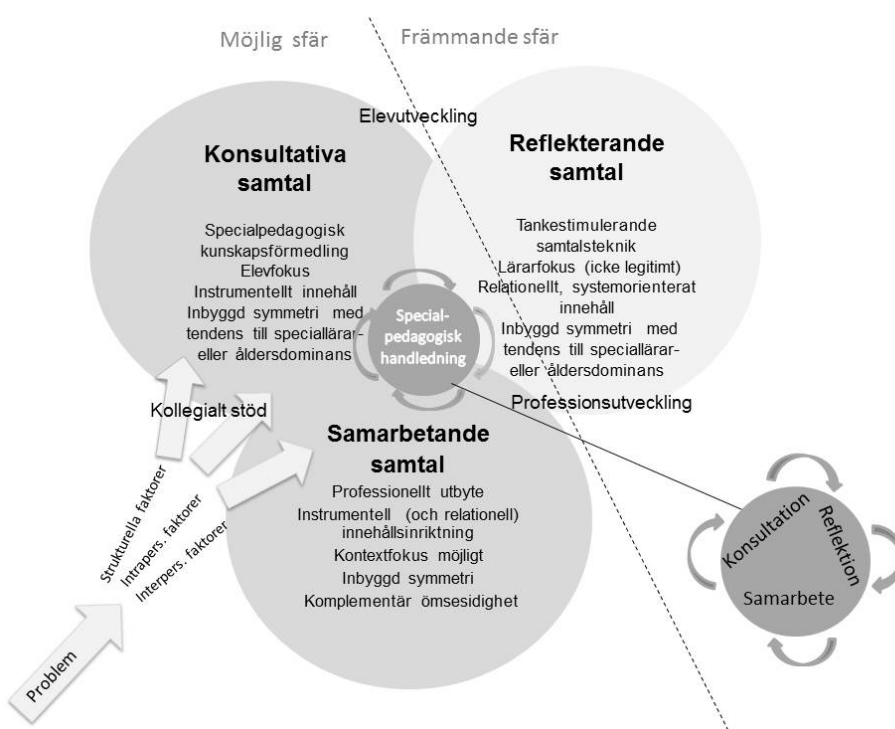 Möjlig sfär
Främmande sfär
Elevutveckling
Konsultativa
samtal
Specialpedagogisk
kunskapsförmedling
Elevfokus
Instrumentellt innehåll
Inbyggd symmetri med
tendens till speciallärar-
eller åldersdominans
Reflekterande
samtal
Tankestimulerande
samtalsteknik
Lärarfokus (icke legitimt)
Relationellt, systemorienterat
innehåll
Inbyggd symmetri med
tendens till speciallärar-
eller åldersdominans
Special-
pedagogisk
handledning
Kollegialt stöd
Professionsutveckling
Samarbetande
samtal
Professionellt utbyte
Instrumentell (och relationell)
innehållsinriktning
Kontextfokus möjligt
Inbyggd symmetri
Komplementär ömsesidighet
Strukturella faktorer
Intrapers. faktorer
Interpers. faktorer
Problem
Konsultation
Reflektion
Samarbete